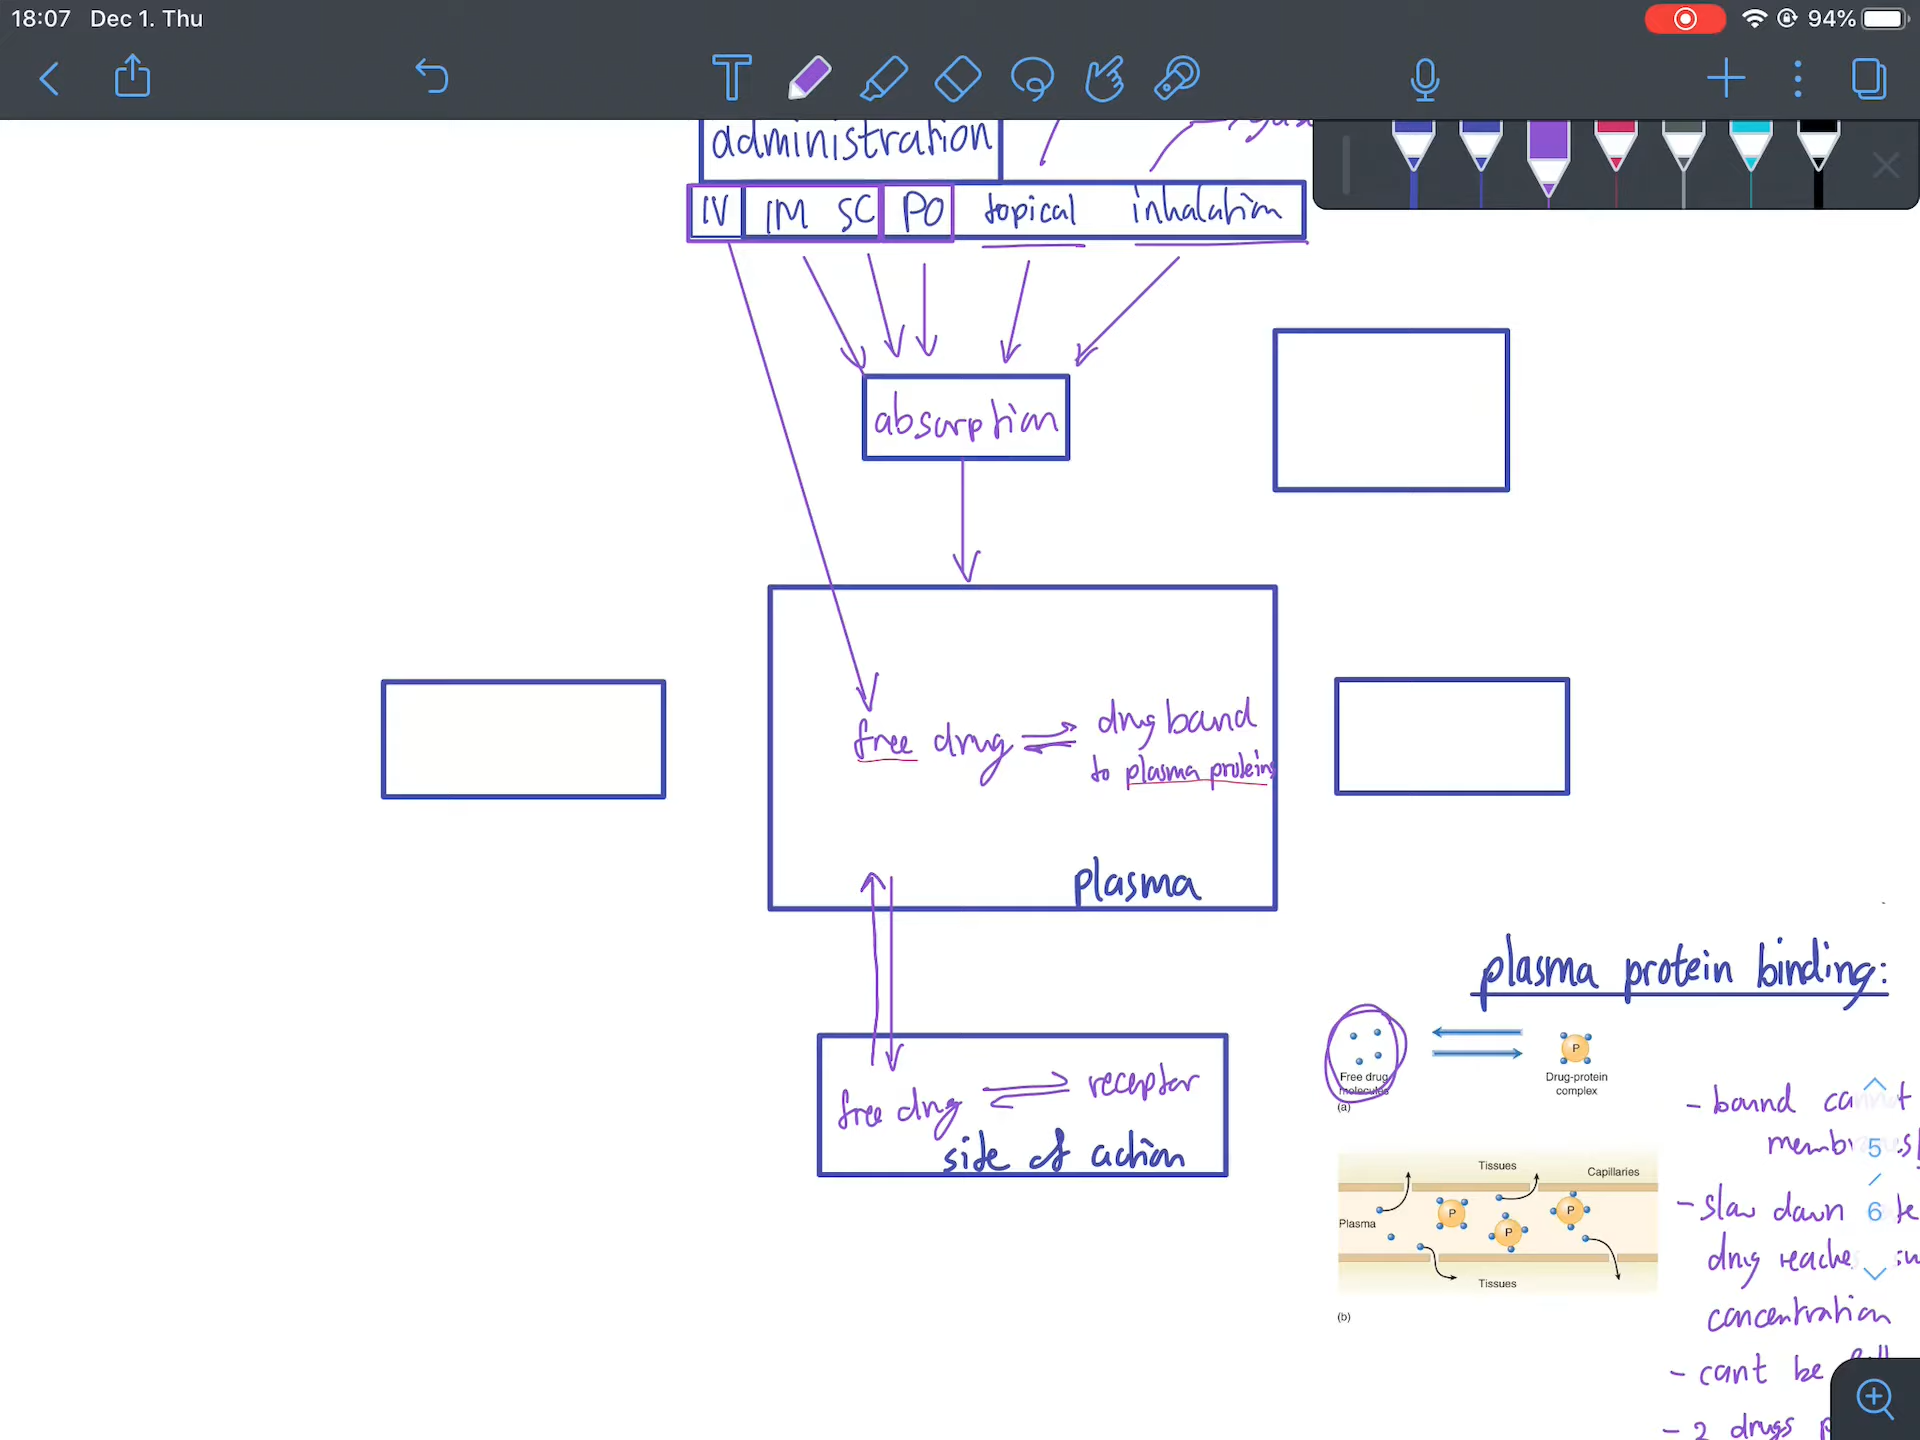 18:07 Dec 1. Thu
94%
administration
IV IM SC PO topical inhalation
absorption
free drug
drug bound
to plasma proteins
plasma
free drug
receptor
site of action
plasma protein binding:
Free drug
molecules
Drug-protein
complex
P
(a)
- bound cannot
5
/
6
- slow down
drug reache
concentration
- cant be
- 2 drugs
Tissues
Capillaries
Plasma
P
P
P
Tissues
(b)